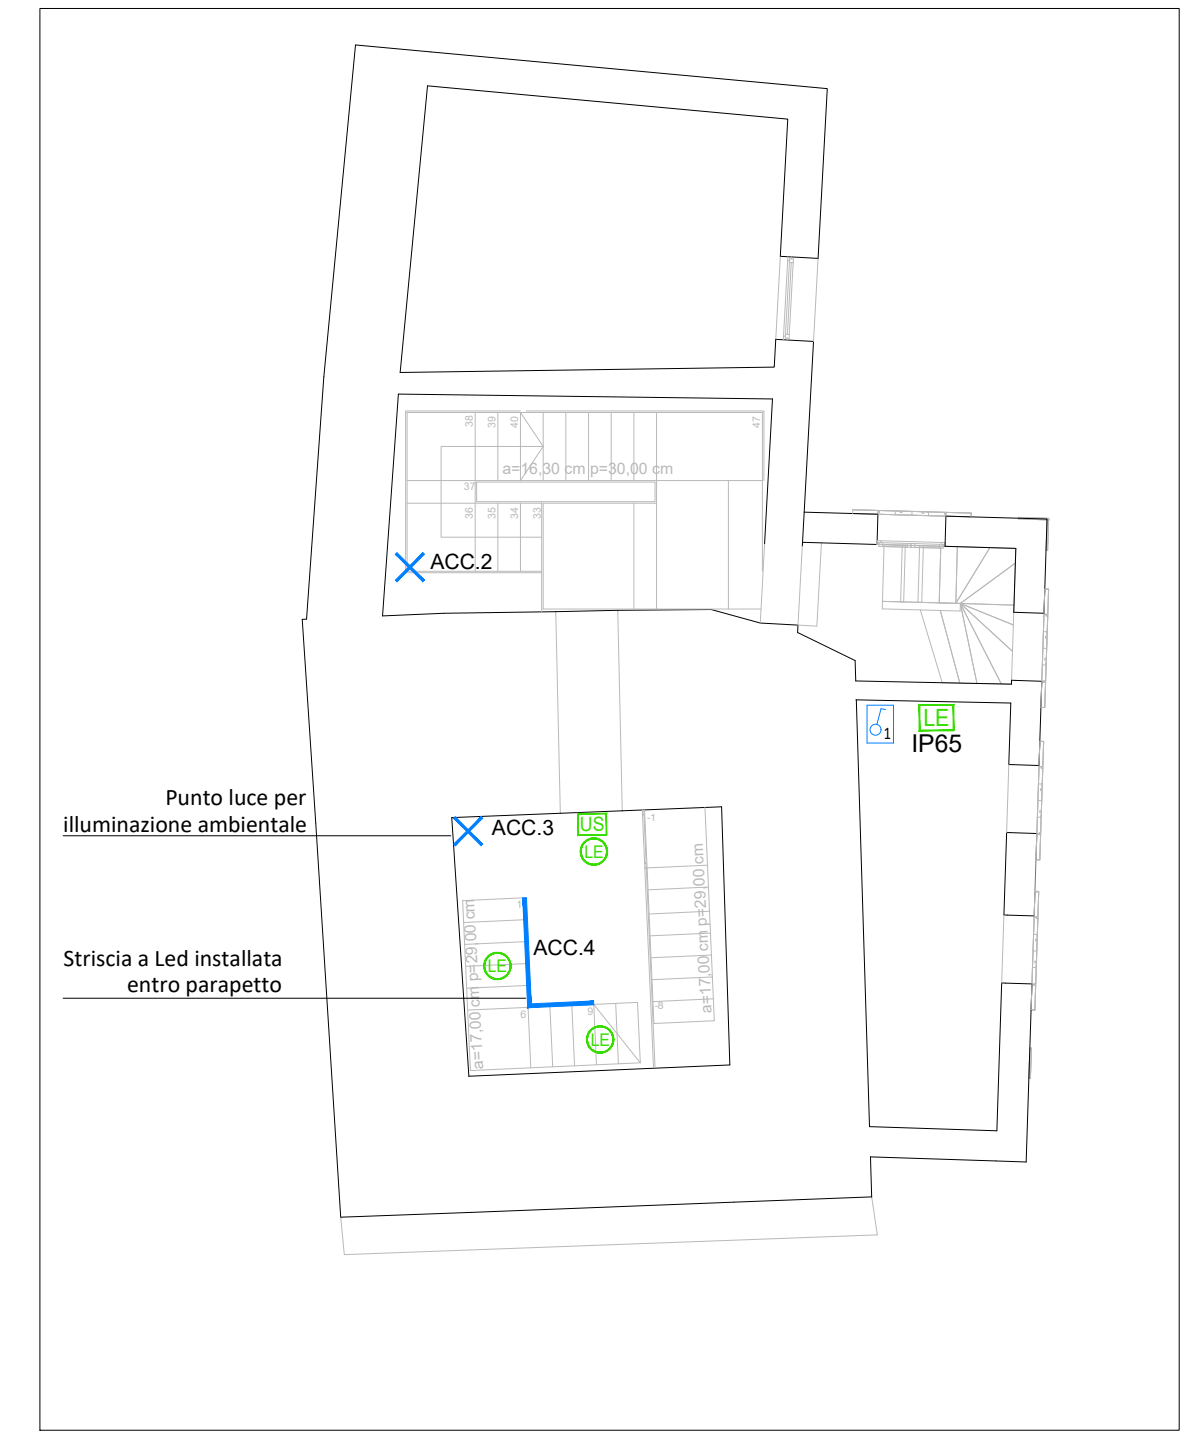 38
39
40
47
a=16,30 cm p=30,00 cm
37
36
35
34
33
ACC.2
LE
1
IP65
Punto luce per
illuminazione ambientale
ACC.3
US
LE
-1
a=17,00 cm p=29,00 cm
1
ACC.4
a=17,00 cm p=29,00 cm
LE
Striscia a Led installata
entro parapetto
6
9
-8
LE